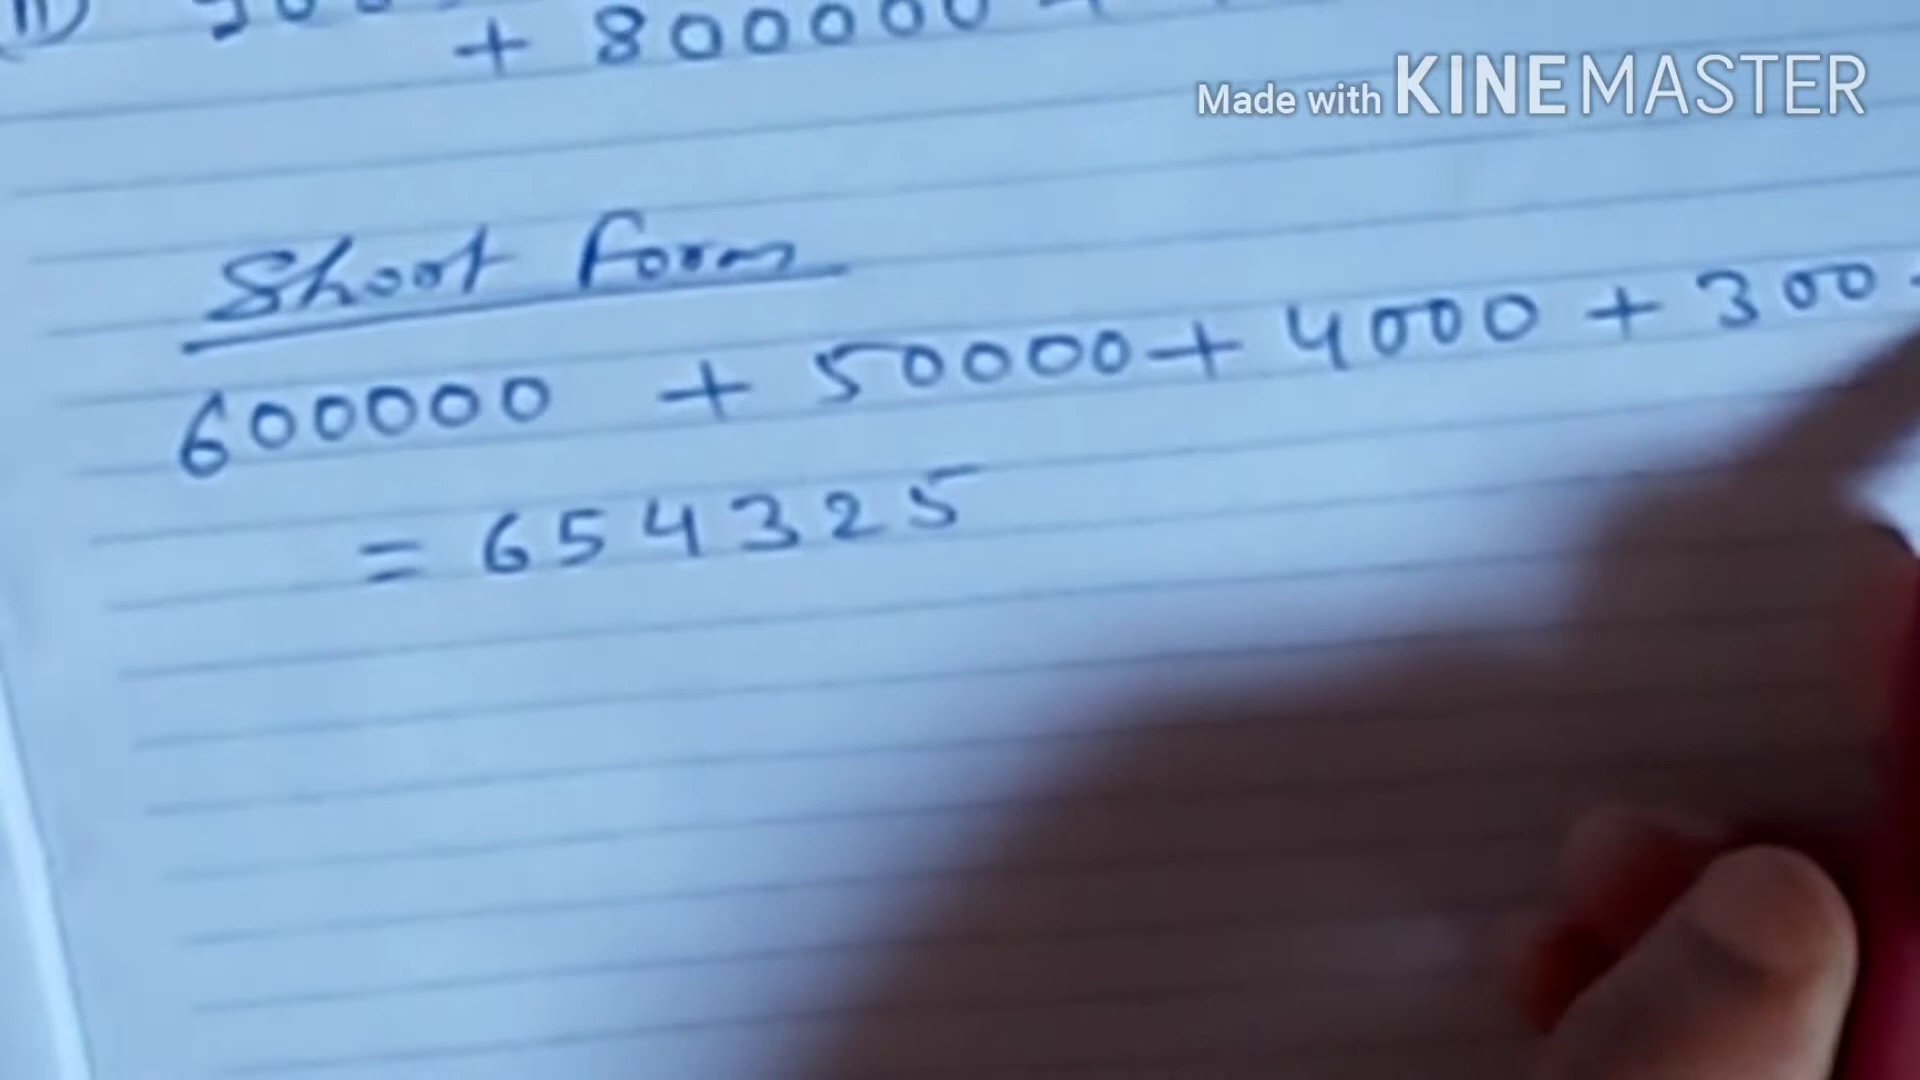 + 800000
Made with KINEMASTER
Short Form
600000 + 50000 + 4000 + 300
= 654325